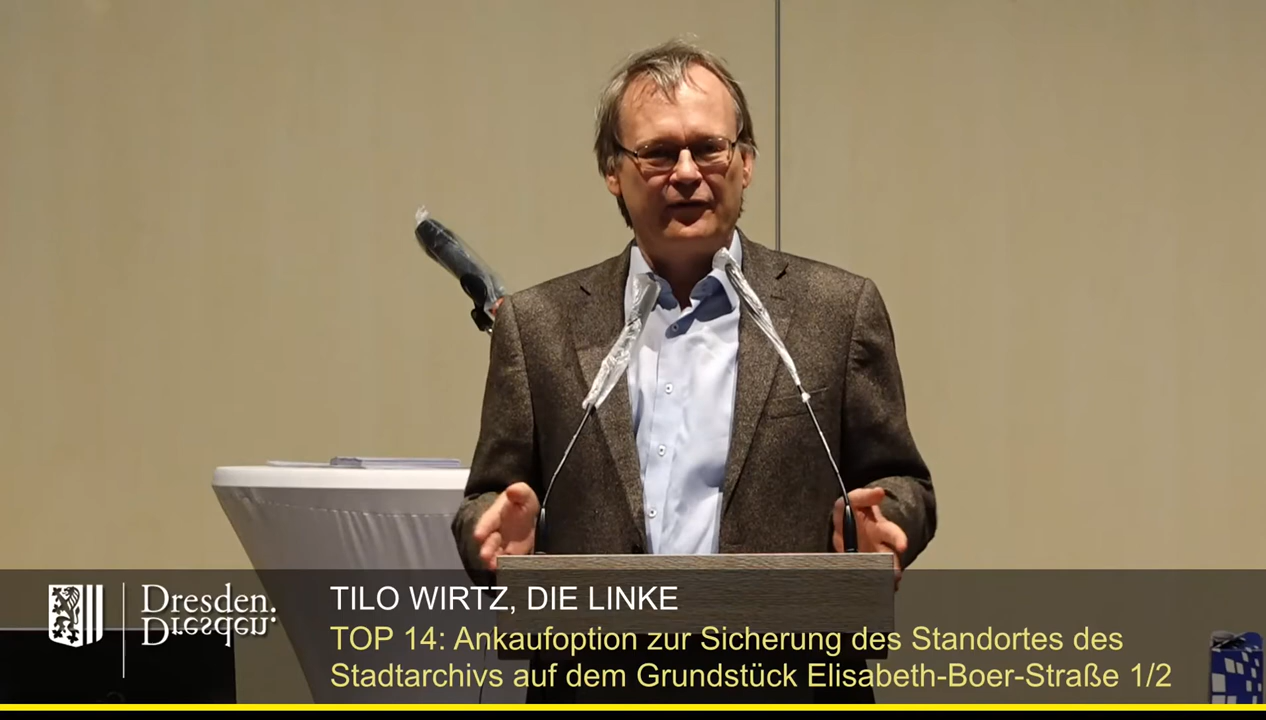 Dresden.
Dresden.
TILO WIRTZ, DIE LINKE
TOP 14: Ankaufoption zur Sicherung des Standortes des
Stadtarchivs auf dem Grundstück Elisabeth-Boer-Straße 1/2